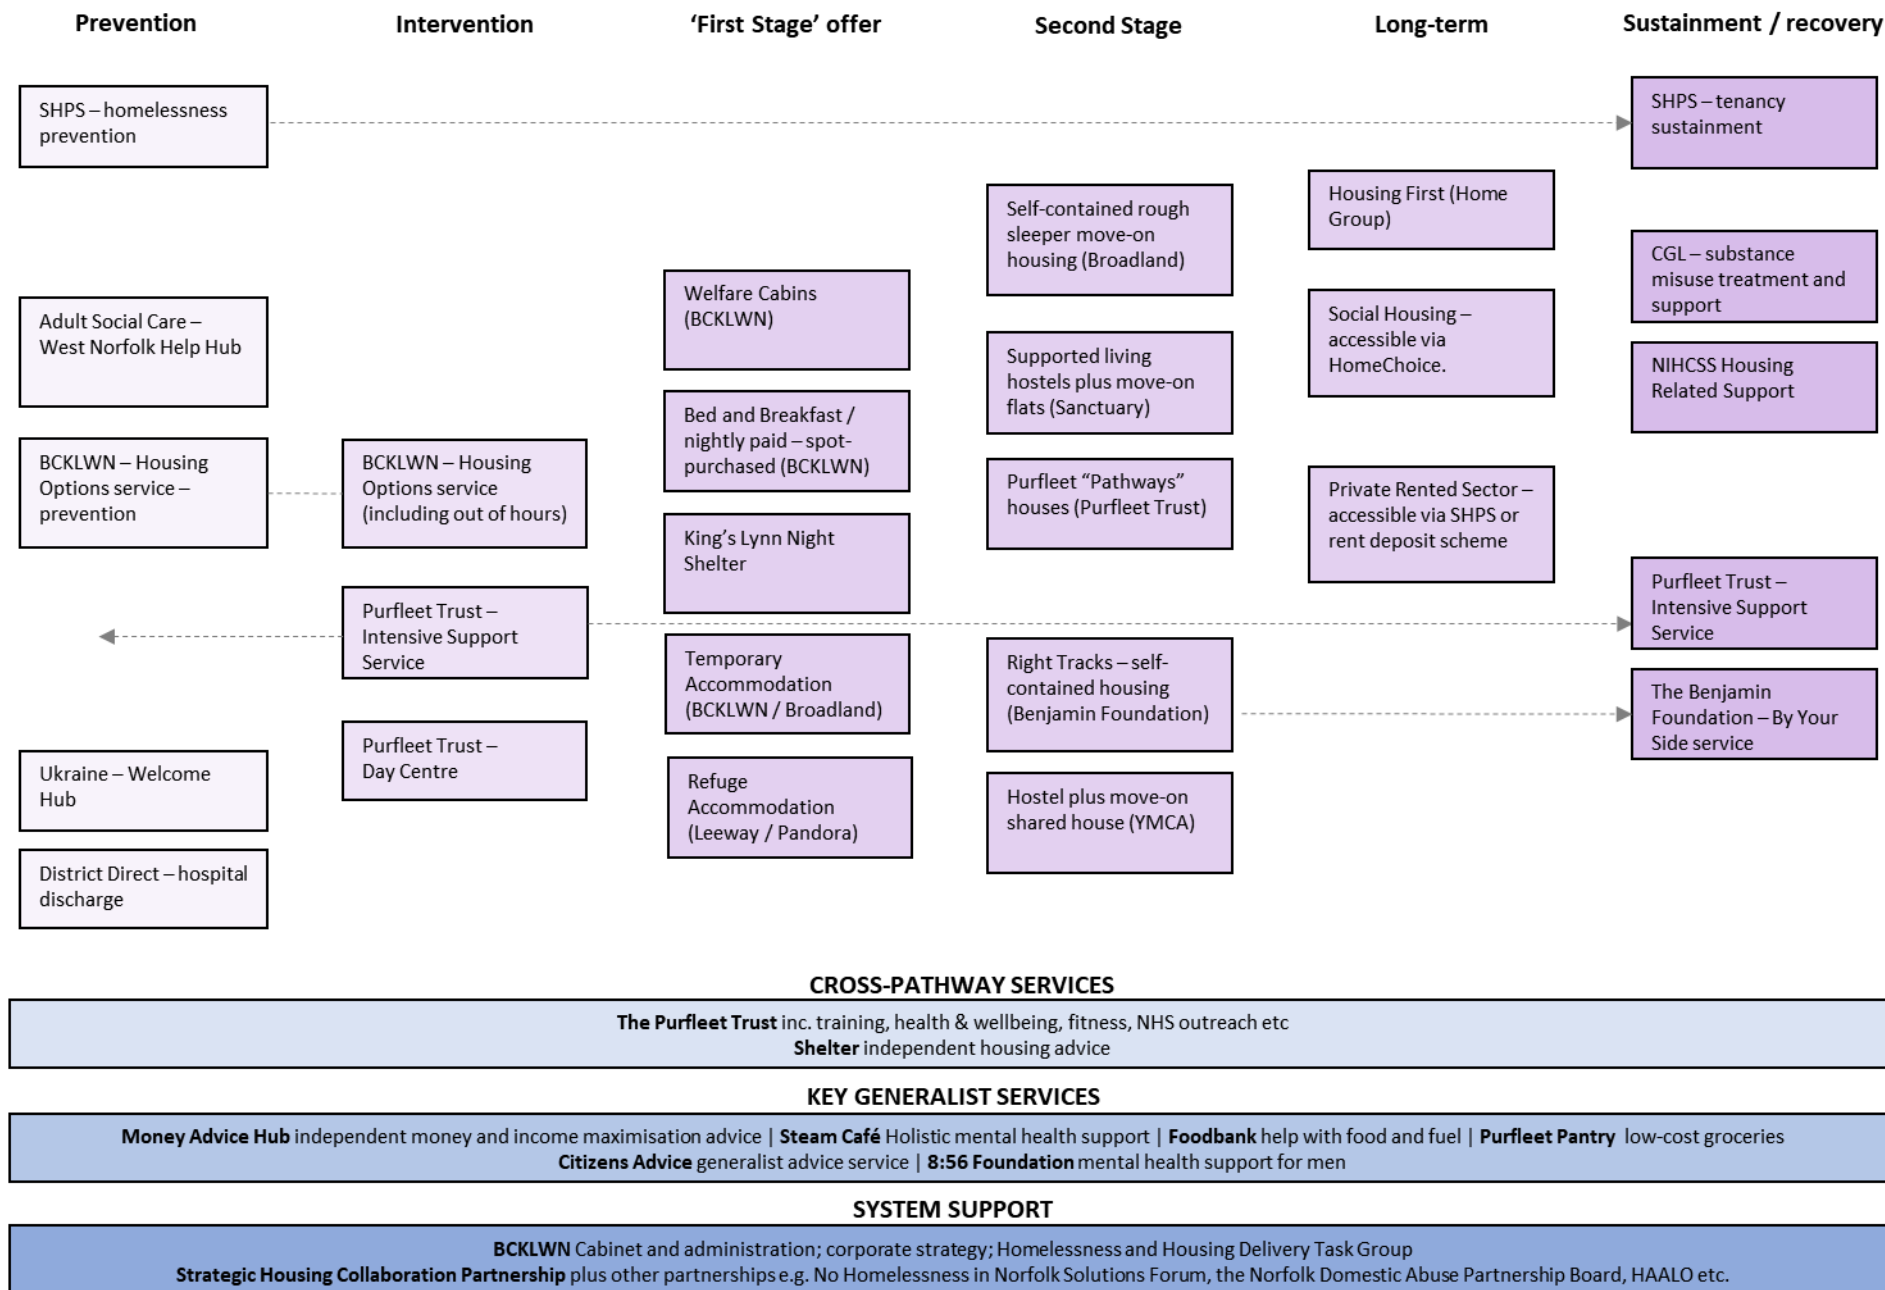 Prevention
Intervention
‘First Stage’ offer
Second Stage
Long-term
Sustainment / recovery
SHPS – homelessness
prevention
Adult Social Care –
West Norfolk Help Hub
BCKLWN – Housing
Options service –
prevention
Ukraine – Welcome
Hub
District Direct – hospital
discharge
BCKLWN – Housing
Options service
(including out of hours)
Purfleet Trust –
Intensive Support
Service
Purfleet Trust –
Day Centre
Welfare Cabins
(BCKLWN)
Bed and Breakfast /
nightly paid – spot-
purchased (BCKLWN)
King’s Lynn Night
Shelter
Temporary
Accommodation
(BCKLWN / Broadland)
Refuge
Accommodation
(Leeway / Pandora)
Self-contained rough
sleeper move-on
housing (Broadland)
Supported living
hostels plus move-on
flats (Sanctuary)
Purfleet “Pathways”
houses (Purfleet Trust)
Right Tracks – self-
contained housing
(Benjamin Foundation)
Hostel plus move-on
shared house (YMCA)
Housing First (Home
Group)
Social Housing –
accessible via
HomeChoice.
Private Rented Sector –
accessible via SHPS or
rent deposit scheme
SHPS – tenancy
sustainment
CGL – substance
misuse treatment and
support
NIHCSS Housing
Related Support
Purfleet Trust –
Intensive Support
Service
The Benjamin
Foundation – By Your
Side service
CROSS-PATHWAY SERVICES
The Purfleet Trust inc. training, health & wellbeing, fitness, NHS outreach etc
Shelter independent housing advice
KEY GENERALIST SERVICES
Money Advice Hub independent money and income maximisation advice | Steam Café Holistic mental health support | Foodbank help with food and fuel | Purfleet Pantry low-cost groceries
Citizens Advice generalist advice service | 8:56 Foundation mental health support for men
SYSTEM SUPPORT
BCKLWN Cabinet and administration; corporate strategy; Homelessness and Housing Delivery Task Group
Strategic Housing Collaboration Partnership plus other partnerships e.g. No Homelessness in Norfolk Solutions Forum, the Norfolk Domestic Abuse Partnership Board, HAALO etc.